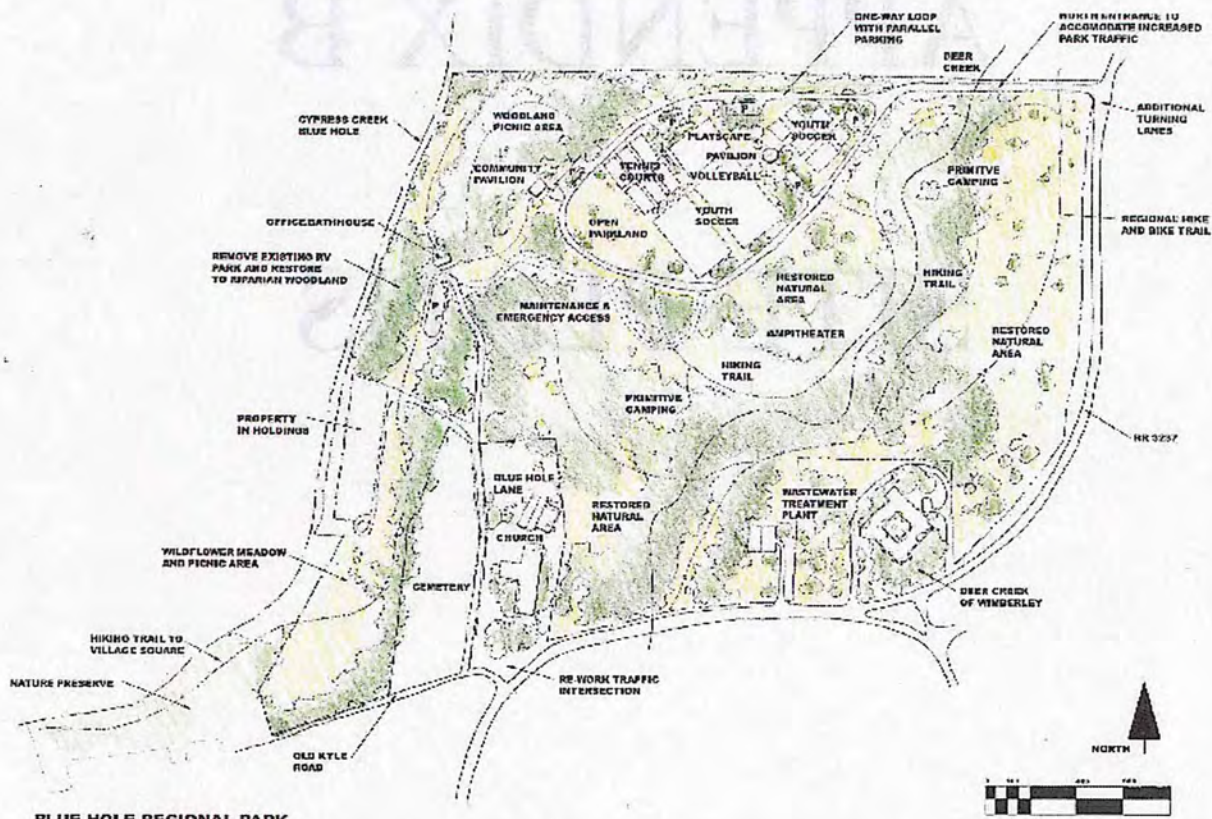 ONE-WAY LOOP
WITH PARALLEL
PARKING
NORTH ENTRANCE TO
ACCOMODATE INCREASED
PARK TRAFFIC
DEER
CREEK
ADDITIONAL
TURNING
LANES
CYPRESS CREEK
BLUE HOLE
WOODLAND
PICNIC AREA
P
PLAYSCAPE
YOUTH
SOCCER
P
COMMUNITY
PAVILION
TENNIS
COURTS
PAVILION
VOLLEYBALL
P
PRIMITVE
CAMPING
OFFICE/BATHHOUSE
OPEN
PARKLAND
YOUTH
SOCCER
REGIONAL HIKE
AND BIKE TRAIL
REMOVE EXISTING RV
PARK AND RESTORE
TO RIPARIAN WOODLAND
P
MAINTENANCE &
EMERGENCY ACCESS
RESTORED
NATURAL
AREA
HIKING
TRAIL
AMPITHEATER
RESTORED
NATURAL
AREA
HIKING
TRAIL
PRIMITIVE
CAMPING
PROPERTY
IN HOLDINGS
RR 3237
BLUE HOLE
LANE
RESTORED
NATURAL
AREA
WASTEWATER
TREATMENT
PLANT
CHURCH
WILDFLOWER MEADOW
AND PICNIC AREA
CEMETERY
DEER CREEK
OF WIMBERLEY
HIKING TRAIL TO
VILLAGE SQUARE
NATURE PRESERVE
RE-WORK TRAFFIC
INTERSECTION
OLD KYLE
ROAD
NORTH
BLUE HOLE REGIONAL PARK